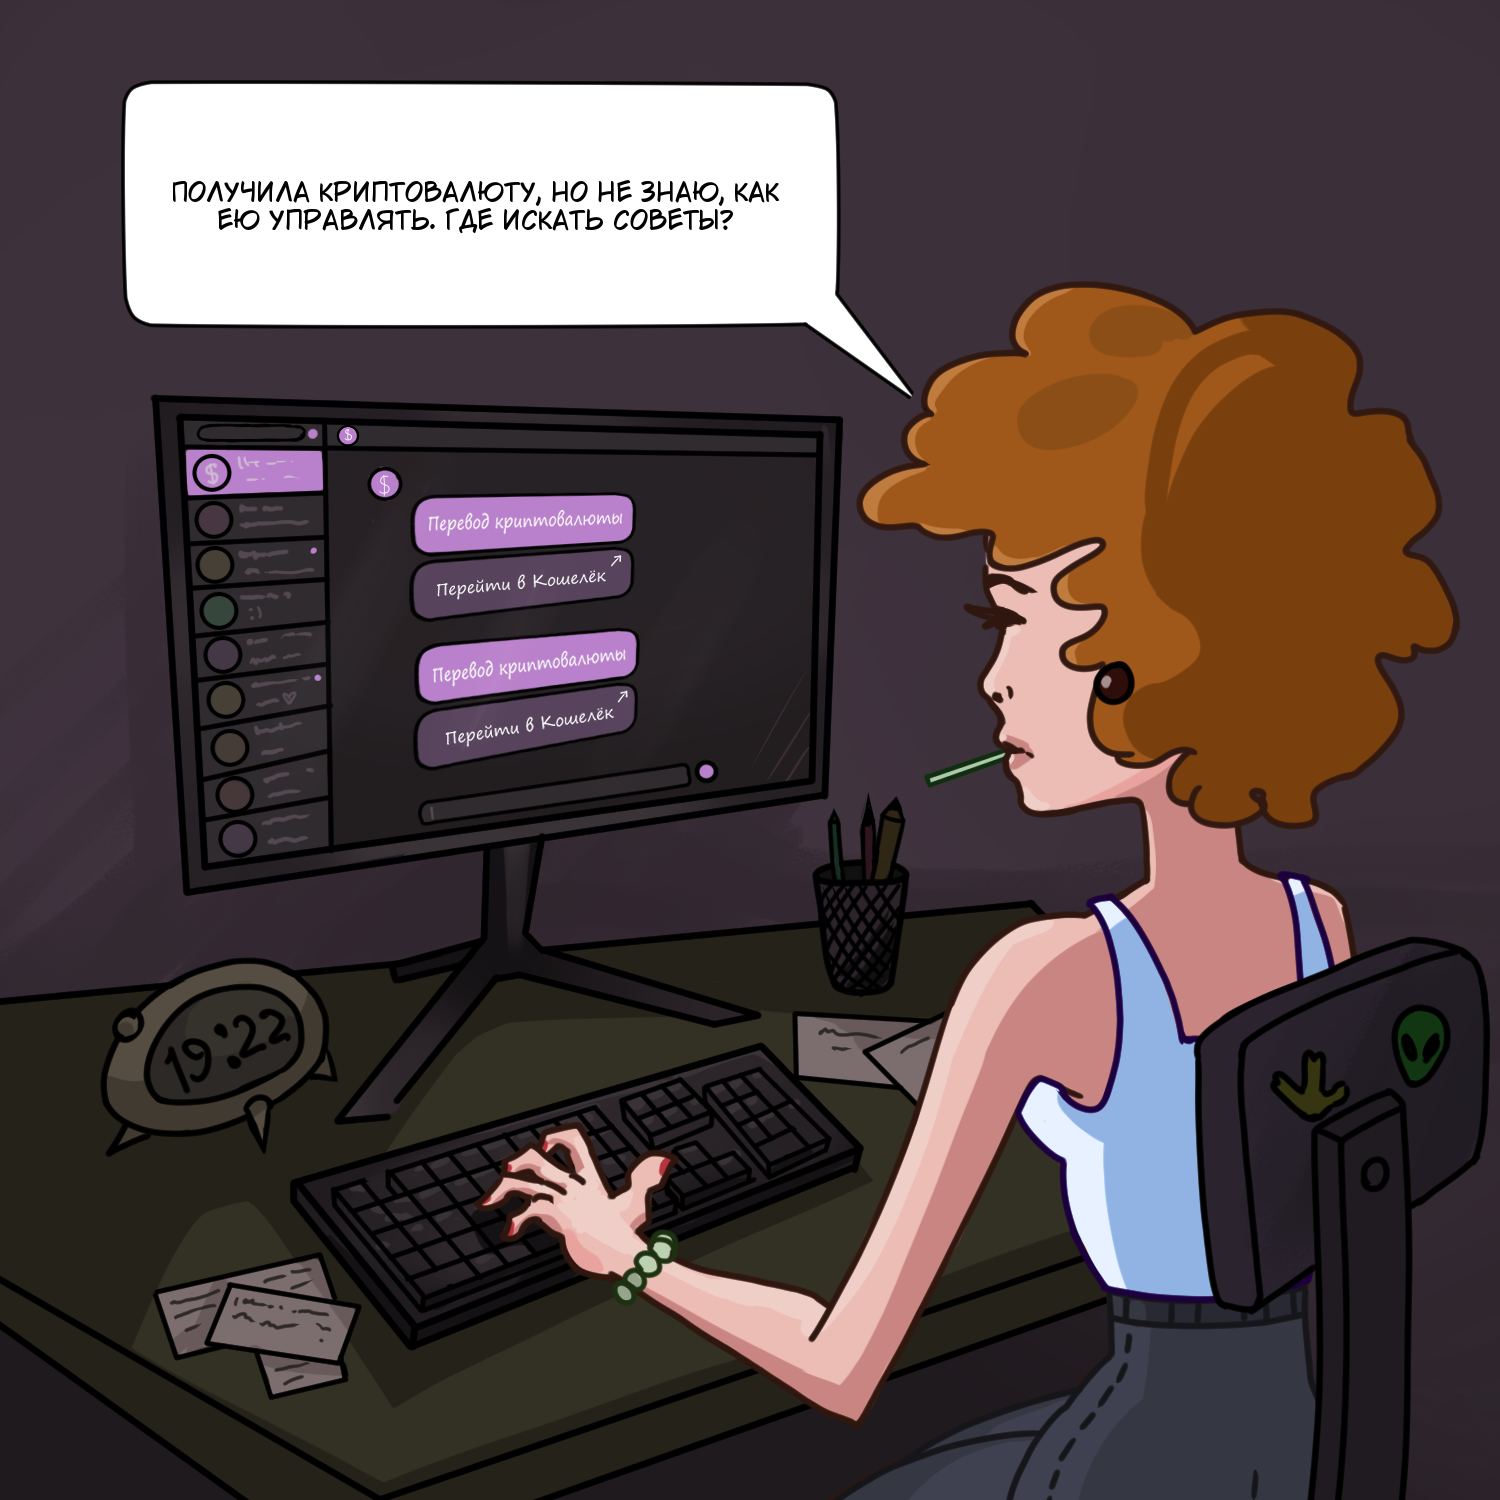 ПОЛУЧИЛА КРИПТОВАЛЮТУ, НО НЕ ЗНАЮ, КАК
ЕЮ УПРАВЛЯТЬ. ГДЕ ИСКАТЬ СОВЕТЫ?
$
$
$
Перевод криптовалюты
Перейти в Кошелёк
:)
Перевод криптовалюты
Перейти в Кошелёк
19:22